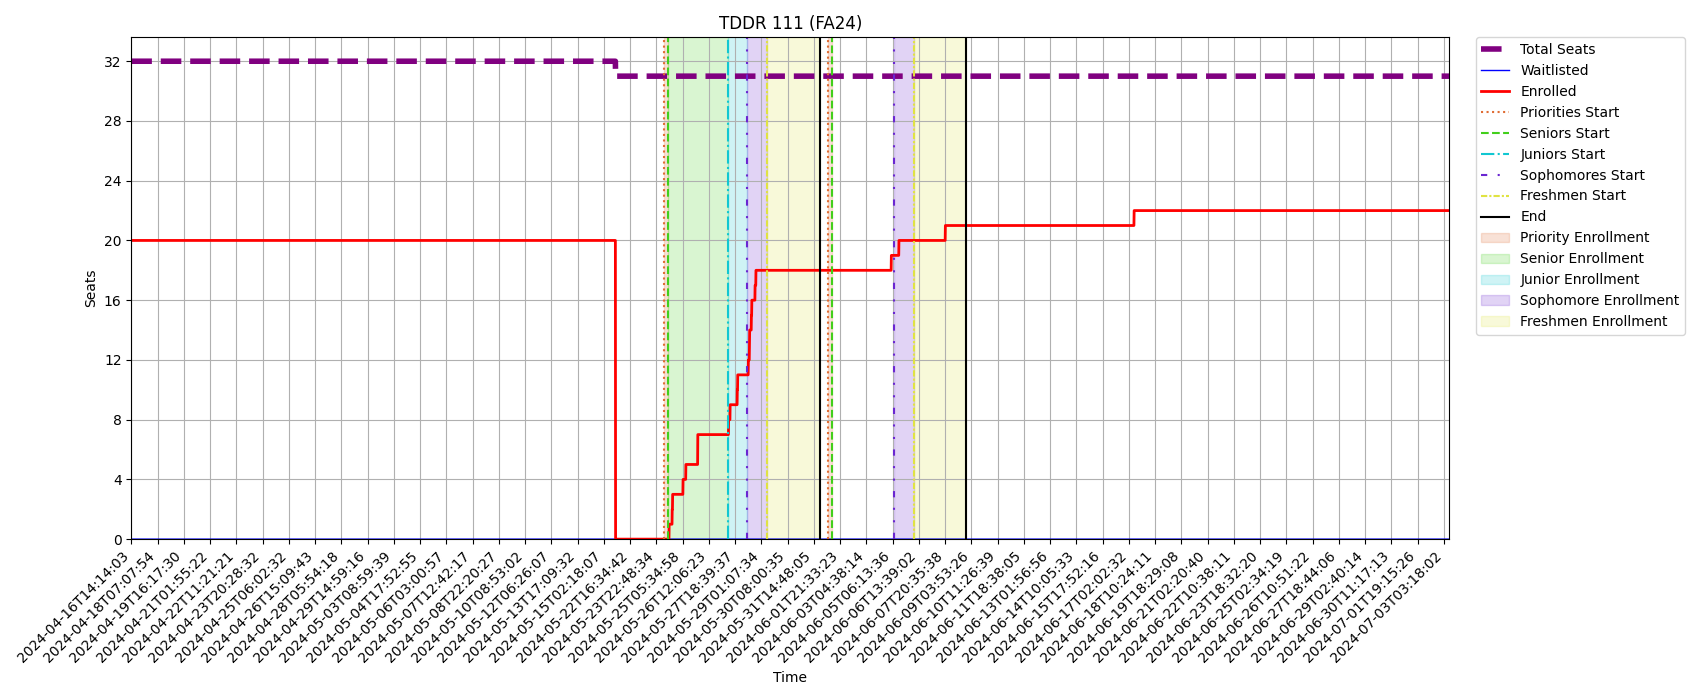 TDDR 111 (FA24)
Seats
32
28
24
20
16
12
8
4
0
2024-04-16T14:14:03
2024-04-18T07:07:54
2024-04-19T16:17:30
2024-04-21T01:55:22
2024-04-22T11:21:21
2024-04-23T20:28:32
2024-04-25T06:02:32
2024-04-26T15:09:43
2024-04-28T05:54:18
2024-04-29T14:59:16
2024-05-03T08:59:39
2024-05-04T17:52:55
2024-05-06T03:00:57
2024-05-07T12:42:17
2024-05-08T22:20:27
2024-05-10T08:53:02
2024-05-12T06:26:07
2024-05-13T17:09:32
2024-05-15T02:18:07
2024-05-22T16:34:42
2024-05-23T22:48:34
2024-05-25T05:34:58
2024-05-26T12:06:23
2024-05-27T18:39:37
2024-05-29T01:07:34
2024-05-30T08:00:35
2024-05-31T14:48:05
2024-06-01T21:33:23
2024-06-03T04:38:14
2024-06-05T06:13:36
2024-06-06T13:39:02
2024-06-07T20:35:38
2024-06-09T03:53:26
2024-06-10T11:26:39
2024-06-11T18:38:05
2024-06-13T01:56:56
2024-06-14T10:05:33
2024-06-15T17:52:16
2024-06-17T02:02:32
2024-06-18T10:24:11
2024-06-19T18:29:08
2024-06-21T02:20:40
2024-06-22T10:38:11
2024-06-23T18:32:20
2024-06-25T02:34:19
2024-06-26T10:51:22
2024-06-27T18:44:06
2024-06-29T02:40:14
2024-06-30T11:17:13
2024-07-01T19:15:26
2024-07-03T03:18:02
Time
Total Seats
Waitlisted
Enrolled
Priorities Start
Seniors Start
Juniors Start
Sophomores Start
Freshmen Start
End
Priority Enrollment
Senior Enrollment
Junior Enrollment
Sophomore Enrollment
Freshmen Enrollment